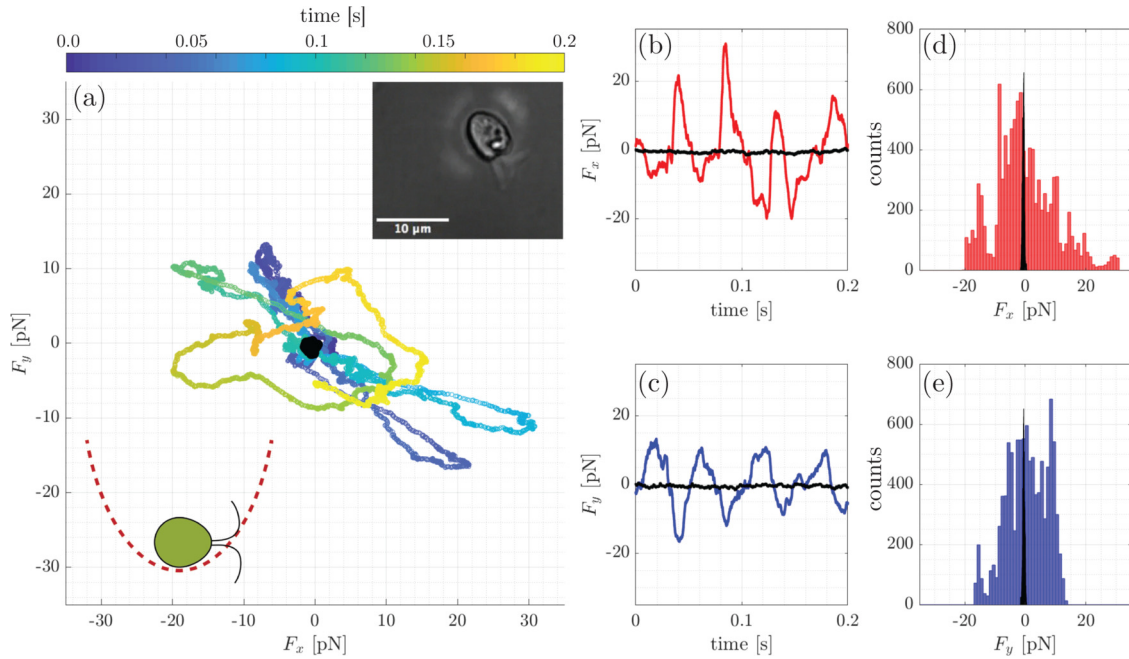 time [s]
0.0 0.05 0.1 0.15 0.2
(a)
10 μm
30
20
10
0
-10
-20
-30
F_y [pN]
-30 -20 -10 0 10 20 30
F_x [pN]
(b)
20
0
-20
F_x [pN]
0 0.1 0.2
time [s]
(d)
800
600
400
200
0
counts
-20 0 20
F_x [pN]
(c)
20
0
-20
F_y [pN]
0 0.1 0.2
time [s]
(e)
800
600
400
200
0
counts
-20 0 20
F_y [pN]